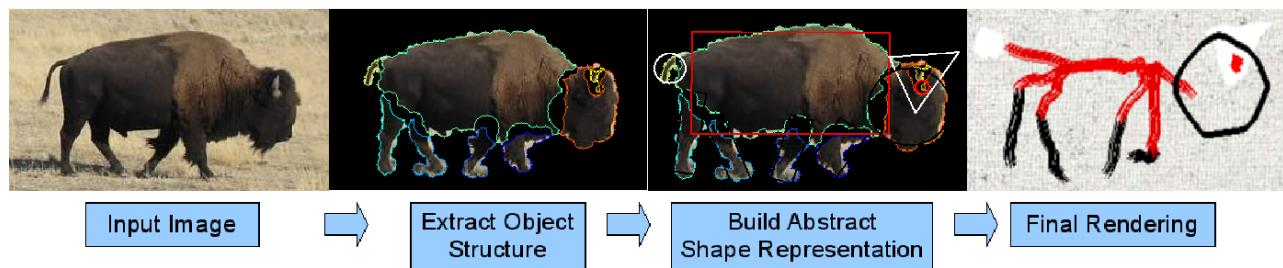 Input Image
Extract Object
Structure
Build Abstract
Shape Representation
Final Rendering